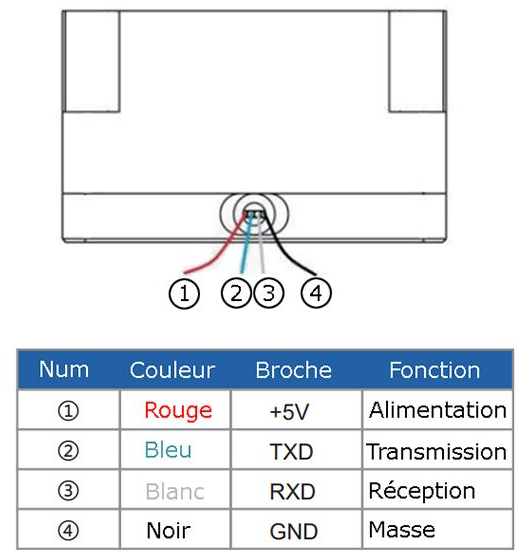 ① ② ③ ④
Num Couleur Broche Fonction
① Rouge +5V Alimentation
② Bleu TXD Transmission
③ Blanc RXD Réception
④ Noir GND Masse